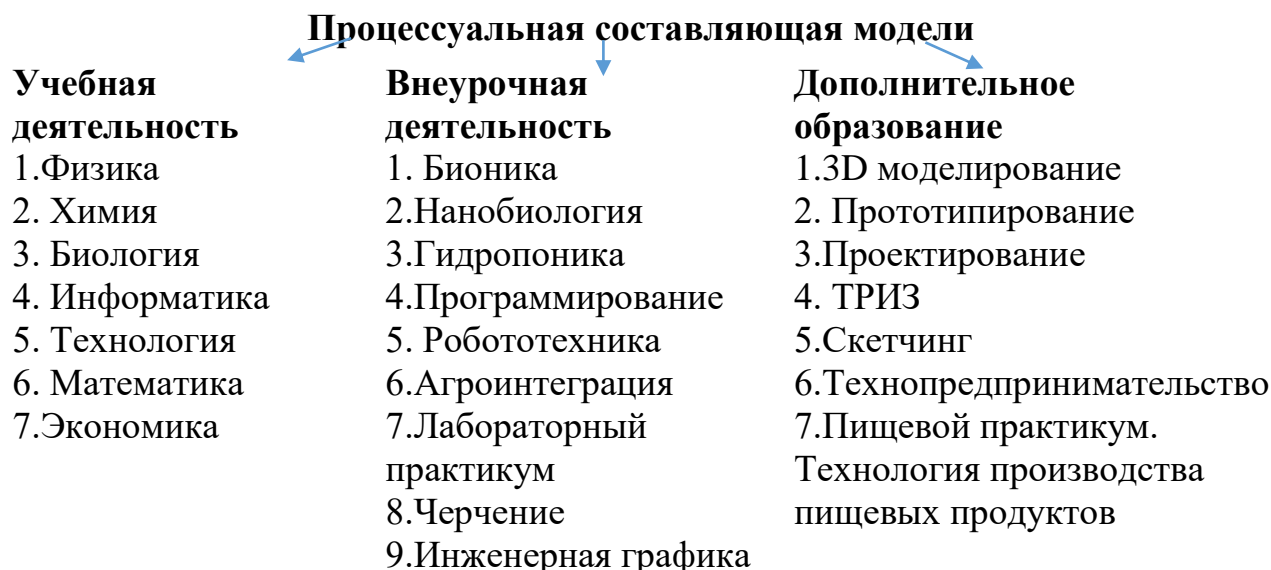 Процессуальная составляющая модели
Учебная
деятельность
1.Физика
2. Химия
3. Биология
4. Информатика
5. Технология
6. Математика
7.Экономика
Внеурочная
деятельность
1. Бионика
2.Нанобиология
3.Гидропоника
4.Программирование
5. Робототехника
6.Агроинтеграция
7.Лабораторный
практикум
8.Черчение
9.Инженерная графика
Дополнительное
образование
1.3D моделирование
2. Прототипирование
3.Проектирование
4. ТРИЗ
5.Скетчинг
6.Технопредпринимательство
7.Пищевой практикум.
Технология производства
пищевых продуктов